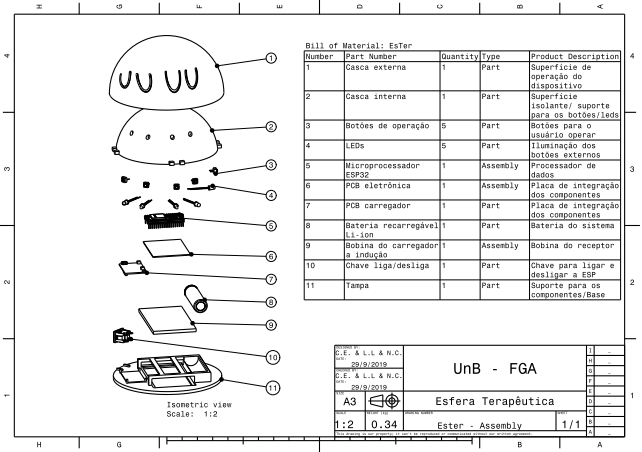 H G F E D C B A
4
4
Bill of Material: EsTer
Number Part Number Quantity Type Product Description
1 Casca externa 1 Part Superfície de
operação do
dispositivo
2 Casca interna 1 Part Superfície
isolante/ suporte
para os botões/leds
3 Botões de operação 5 Part Botões para o
usuário operar
4 LEDs 5 Part Iluminação dos
botões externos
5 Microprocessador 1 Assembly Processador de
ESP32 dados
6 PCB eletrônica 1 Assembly Placa de integração
dos componentes
7 PCB carregador 1 Part Placa de integração
dos componentes
8 Bateria recarregável 1 Part Bateria do sistema
Li-ion
9 Bobina do carregador 1 Assembly Bobina do receptor
a indução
10 Chave liga/desliga 1 Part Chave para ligar e
desligar a ESP
11 Tampa 1 Part Suporte para os
componentes/Base
1
2
3
4
5
6
7
8
9
10
11
3
3
2
2
1
1
Isometric view
Scale: 1:2
DESIGNED BY:
C.E. & L.L & N.C.
DATE:
29/9/2019
CHECKED BY:
C.E. & L.L & N.C.
DATE:
29/9/2019
UnB - FGA
SIZE
A3
Esfera Terapêutica
SCALE
1:2
WEIGHT (kg)
0.34
DRAWING NUMBER
Ester - Assembly
SHEET
1/1
This drawing is our property; it can't be reproduced or communicated without our written agreement.
I _
H _
G _
F _
E _
D _
C _
B _
A _
H G B A